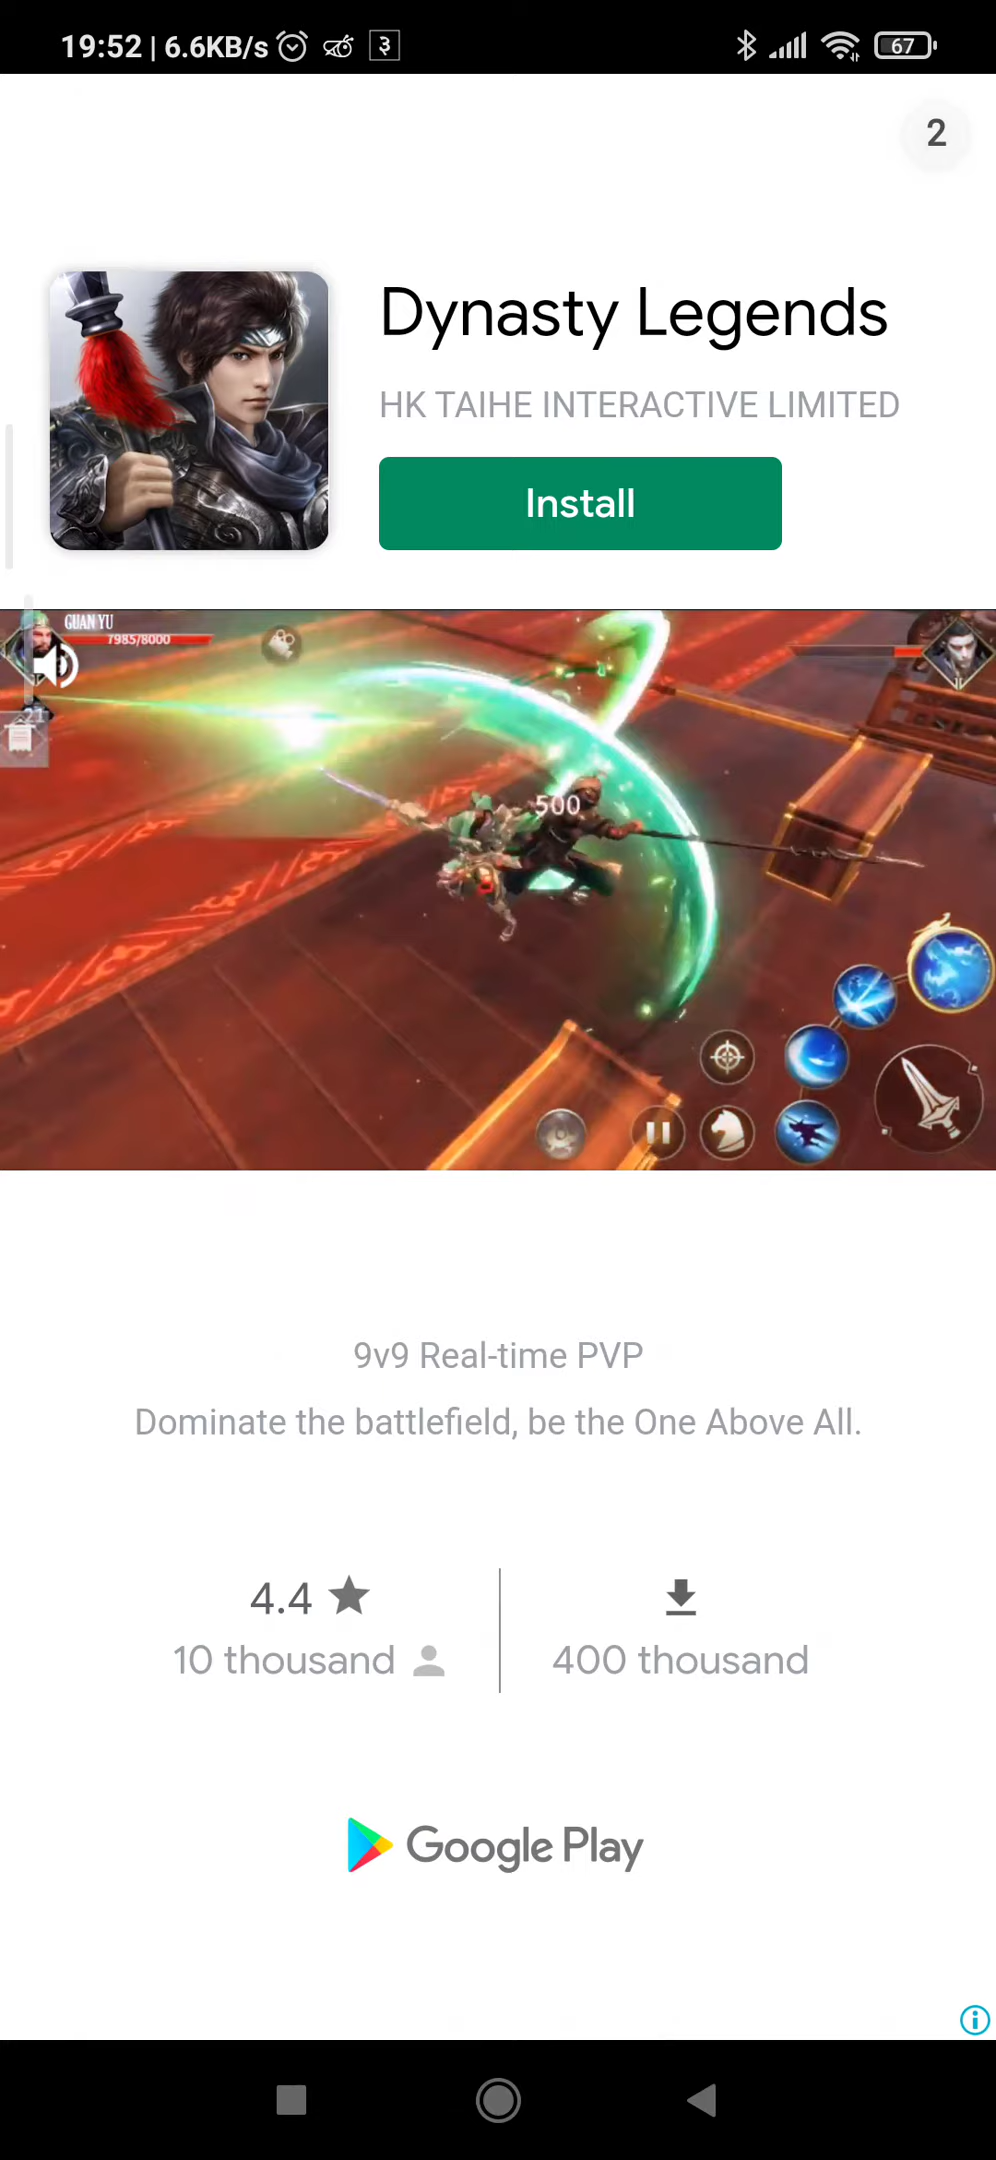 19:52 | 6.6KB/s ३ 67
2
Dynasty Legends
HK TAIHE INTERACTIVE LIMITED
Install
GUAN YU
7985/8000
21
500
9v9 Real-time PVP
Dominate the battlefield, be the One Above All.
4.4
10 thousand
400 thousand
Google Play